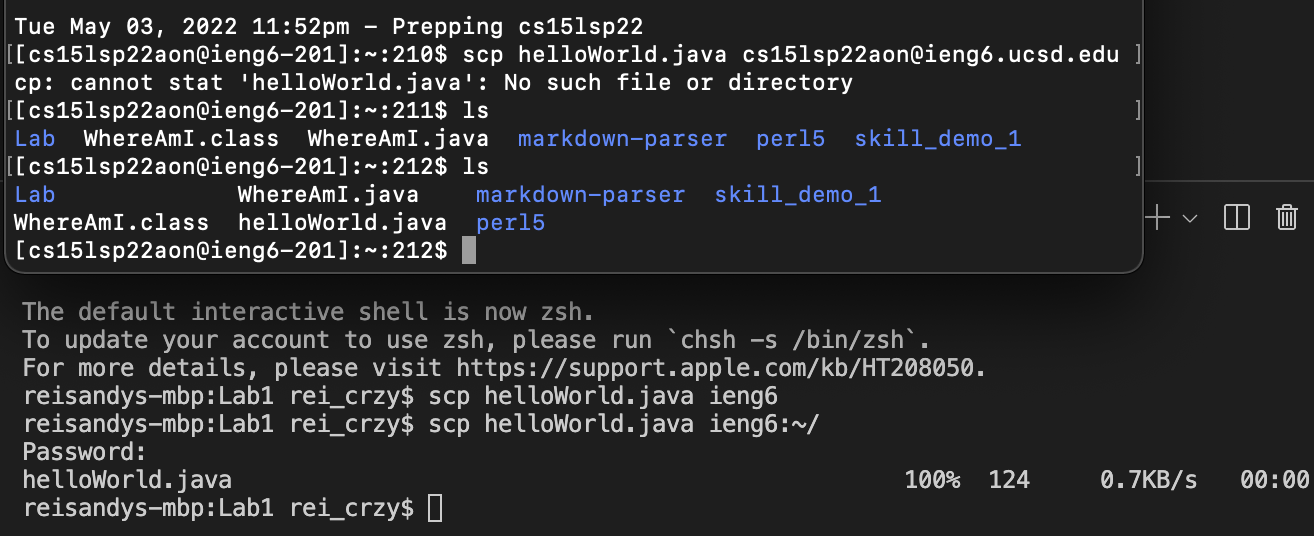 Tue May 03, 2022 11:52pm - Prepping cs15lsp22
[[cs15lsp22aon@ieng6-201]:~:210$ scp helloWorld.java cs15lsp22aon@ieng6.ucsd.edu ]
cp: cannot stat 'helloWorld.java': No such file or directory
[[cs15lsp22aon@ieng6-201]:~:211$ ls ]
Lab  WhereAmI.class  WhereAmI.java  markdown-parser  perl5  skill_demo_1
[[cs15lsp22aon@ieng6-201]:~:212$ ls ]
Lab             WhereAmI.java    markdown-parser  skill_demo_1
WhereAmI.class  helloWorld.java  perl5
[cs15lsp22aon@ieng6-201]:~:212$
The default interactive shell is now zsh.
To update your account to use zsh, please run `chsh -s /bin/zsh`.
For more details, please visit https://support.apple.com/kb/HT208050.
reisandys-mbp:Lab1 rei_crzy$ scp helloWorld.java ieng6
reisandys-mbp:Lab1 rei_crzy$ scp helloWorld.java ieng6:~/
Password:
helloWorld.java 100% 124 0.7KB/s 00:00
reisandys-mbp:Lab1 rei_crzy$